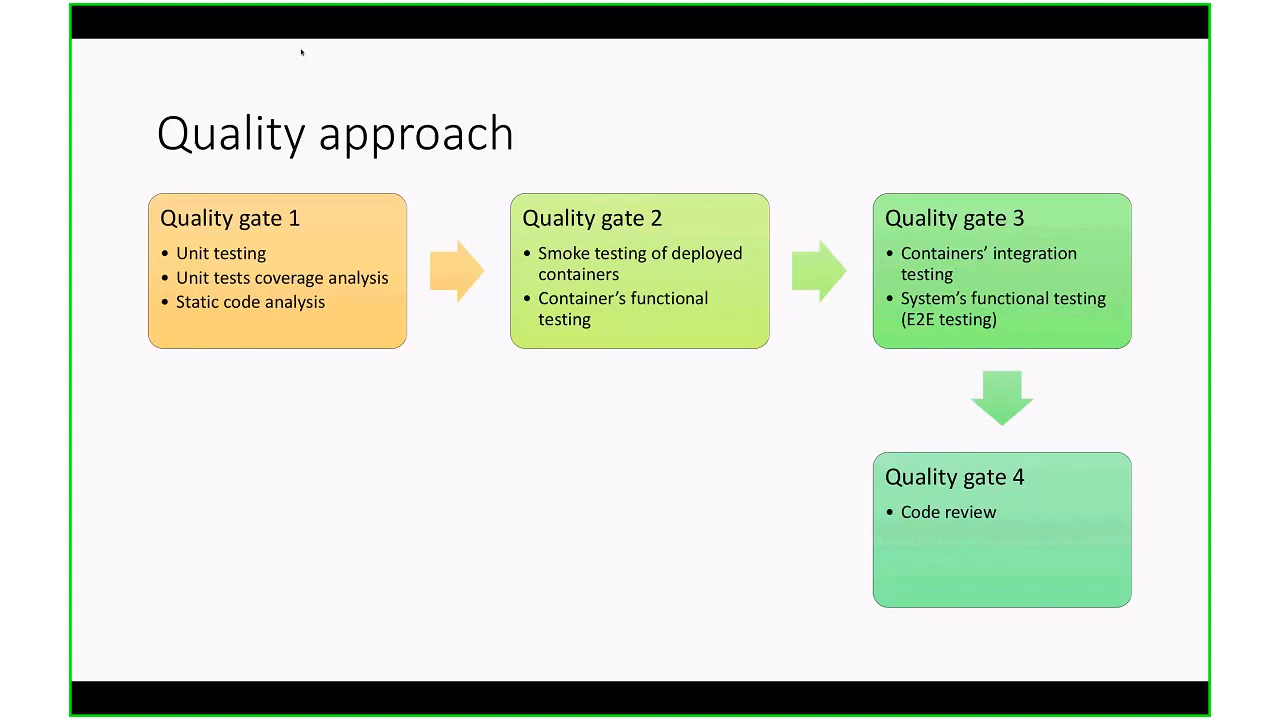 Quality approach
Quality gate 1
• Unit testing
• Unit tests coverage analysis
• Static code analysis
Quality gate 2
• Smoke testing of deployed
containers
• Container’s functional
testing
Quality gate 3
• Containers’ integration
testing
• System’s functional testing
(E2E testing)
Quality gate 4
• Code review